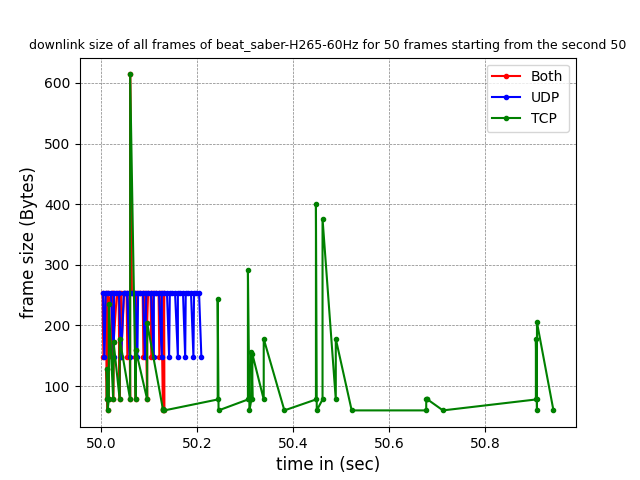 downlink size of all frames of beat_saber-H265-60Hz for 50 frames starting from the second 50
600
500
400
300
200
100
frame size (Bytes)
Both
UDP
TCP
50.0
50.2
50.4
50.6
50.8
time in (sec)